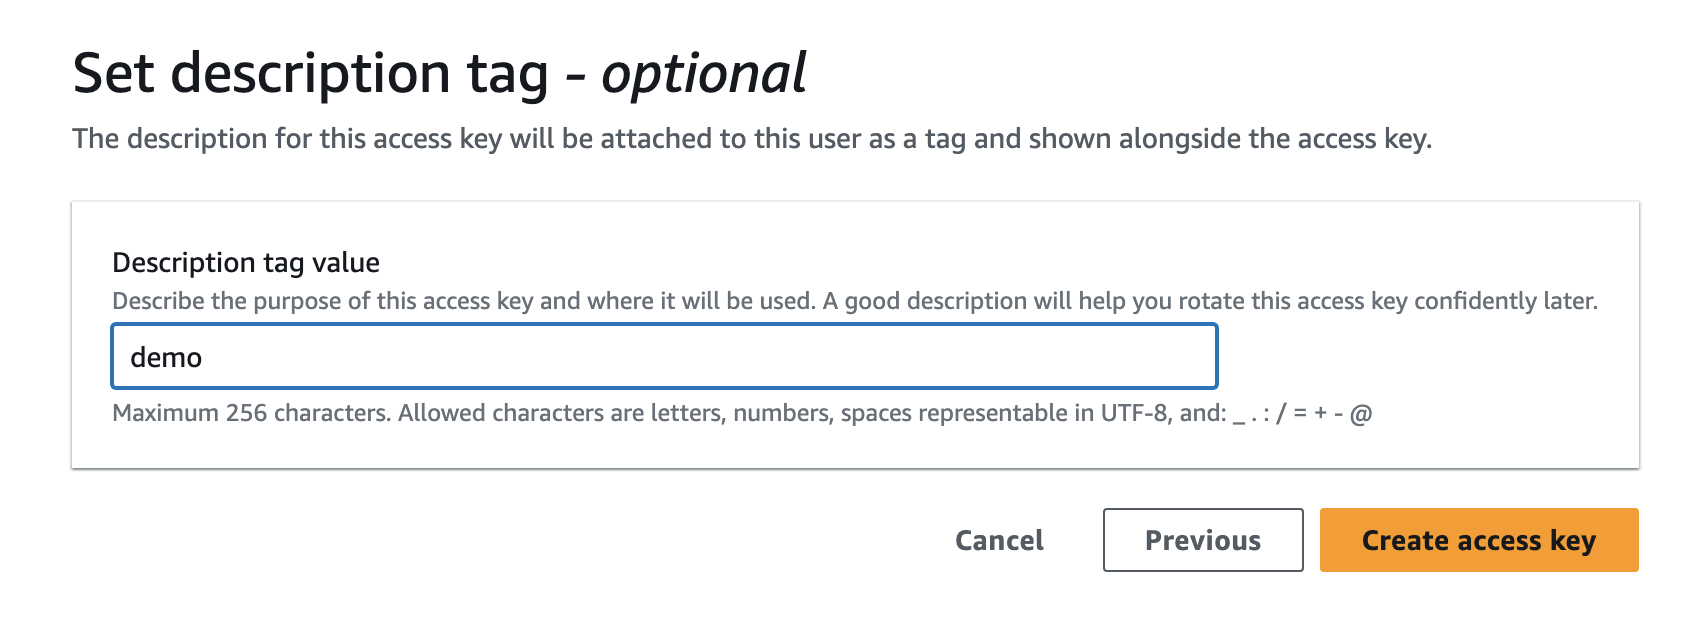 Set description tag - optional
The description for this access key will be attached to this user as a tag and shown alongside the access key.
Description tag value
Describe the purpose of this access key and where it will be used. A good description will help you rotate this access key confidently later.
demo
Maximum 256 characters. Allowed characters are letters, numbers, spaces representable in UTF-8, and: _ . : / = + - @
Cancel
Previous
Create access key